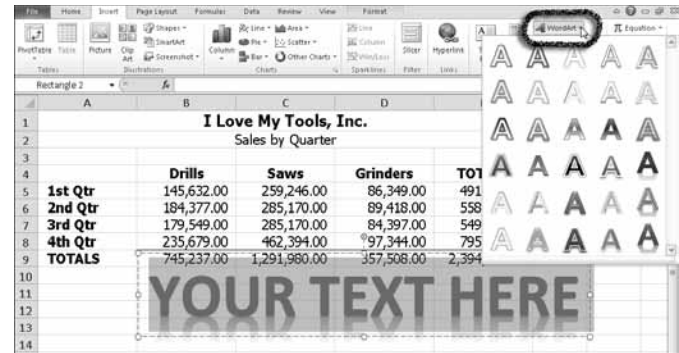 File Home Insert Page Layout Formulas Data Review View Format
Shapes Line Area Line WordArt Equation
SmartArt Pie Scatter Column
PivotTable Table Picture Clip Art Screenshot Column Bar Other Charts Win/Loss Slicer Hyperlink
Tables Illustrations Charts Sparklines Filter Links
Rectangle 2 fx
A B C D
1 I Love My Tools, Inc.
2 Sales by Quarter
3
4 Drills Saws Grinders TOT
5 1st Qtr 145,632.00 259,246.00 86,349.00 491
6 2nd Qtr 184,377.00 285,170.00 89,418.00 558
7 3rd Qtr 179,549.00 285,170.00 84,397.00 549
8 4th Qtr 235,679.00 462,394.00 97,344.00 795
9 TOTALS 745,237.00 1,291,980.00 357,508.00 2,394
10
11 YOUR TEXT HERE
12
13
14